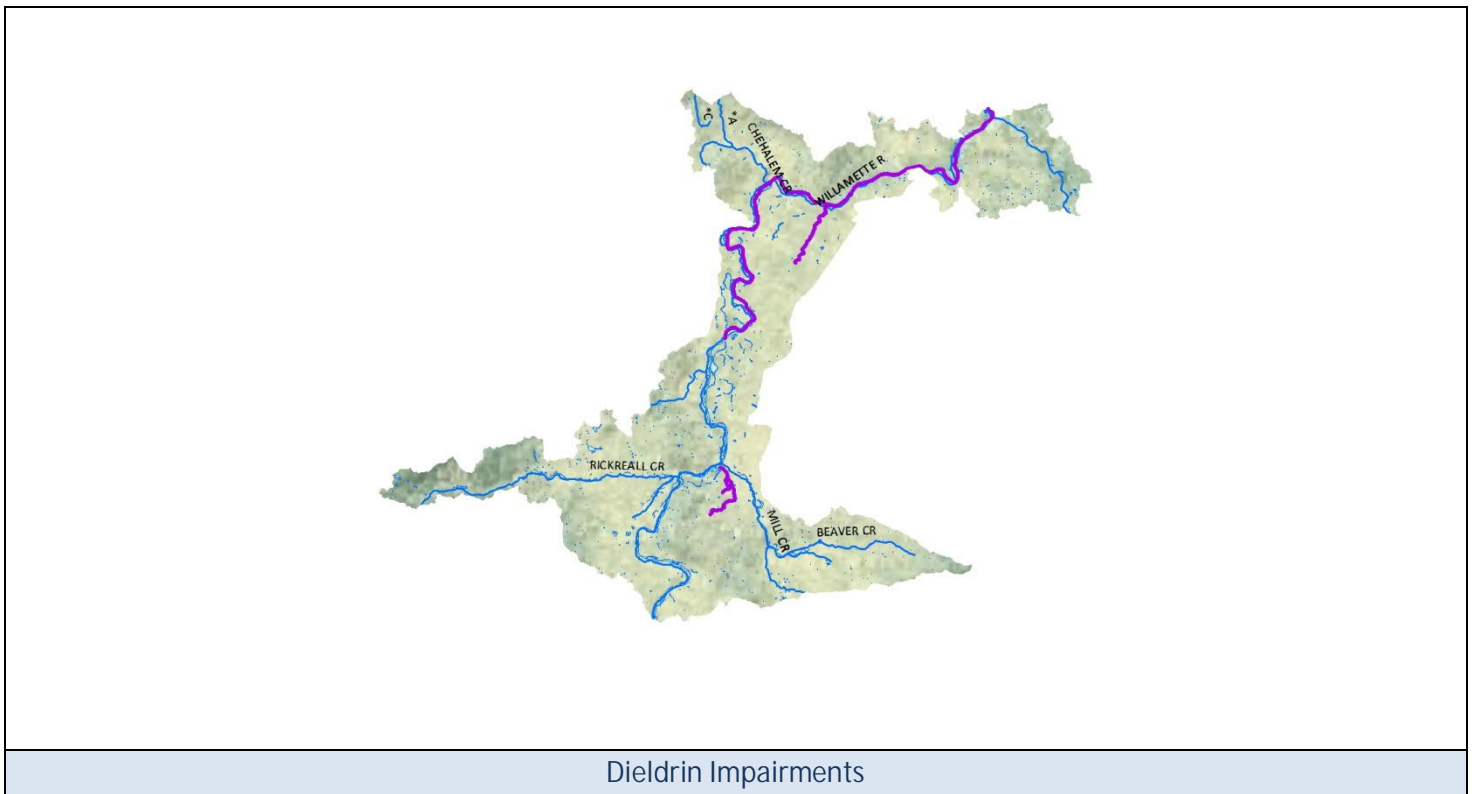 *C
*A
CHEHALEM CR
WILLAMETTE R
RICKREALL CR
MILL CR
BEAVER CR
Dieldrin Impairments